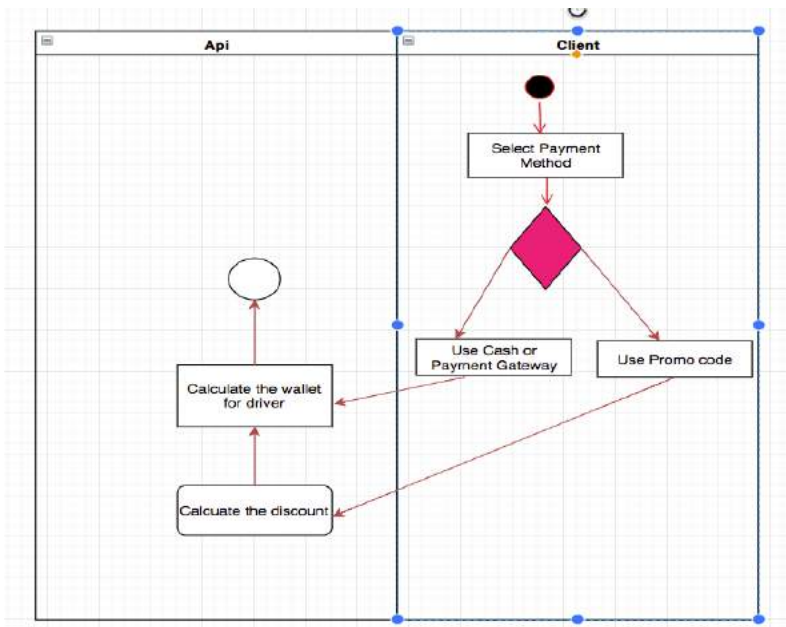 Api
Client
Select Payment
Method
Use Cash or
Payment Gateway
Use Promo code
Calculate the wallet
for driver
Calcuate the discount